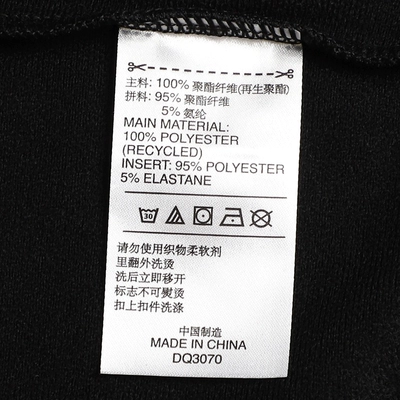 主料: 100% 聚酯纤维(再生聚酯)
拼料: 95% 聚酯纤维
5% 氨纶
MAIN MATERIAL:
100% POLYESTER
(RECYCLED)
INSERT: 95% POLYESTER
5% ELASTANE
30
请勿使用织物柔软剂
里翻外洗烫
洗后立即移开
标志不可熨烫
扣上扣件洗涤
中国制造
MADE IN CHINA
DQ3070